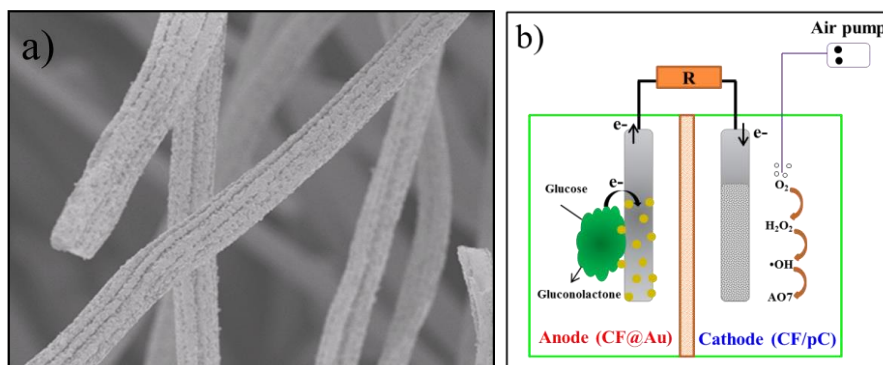 a)
b)
Air pump
R
e-
e-
e-
Glucose
O₂
H₂O₂
•OH
Gluconolactone
AO7
Anode (CF@Au)
Cathode (CF/pC)